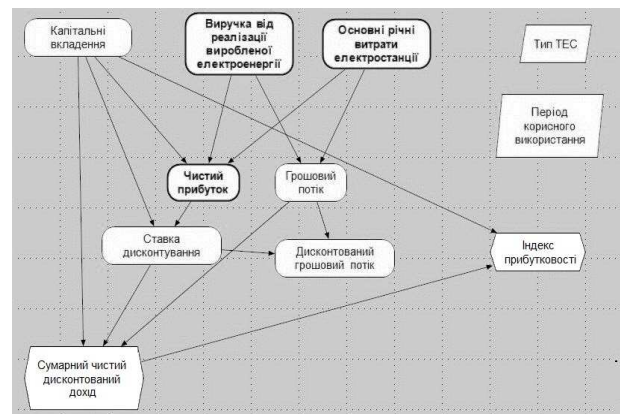 Капітальні
вкладення
Виручка від
реалізації
виробленої
електроенергії
Основні річні
витрати
електростанції
Тип ТЕС
Період
корисного
використання
Чистий
прибуток
Грошовий
потік
Ставка
дисконтування
Дисконтований
грошовий потік
Індекс
прибутковості
Сумарний чистий
дисконтований
дохід